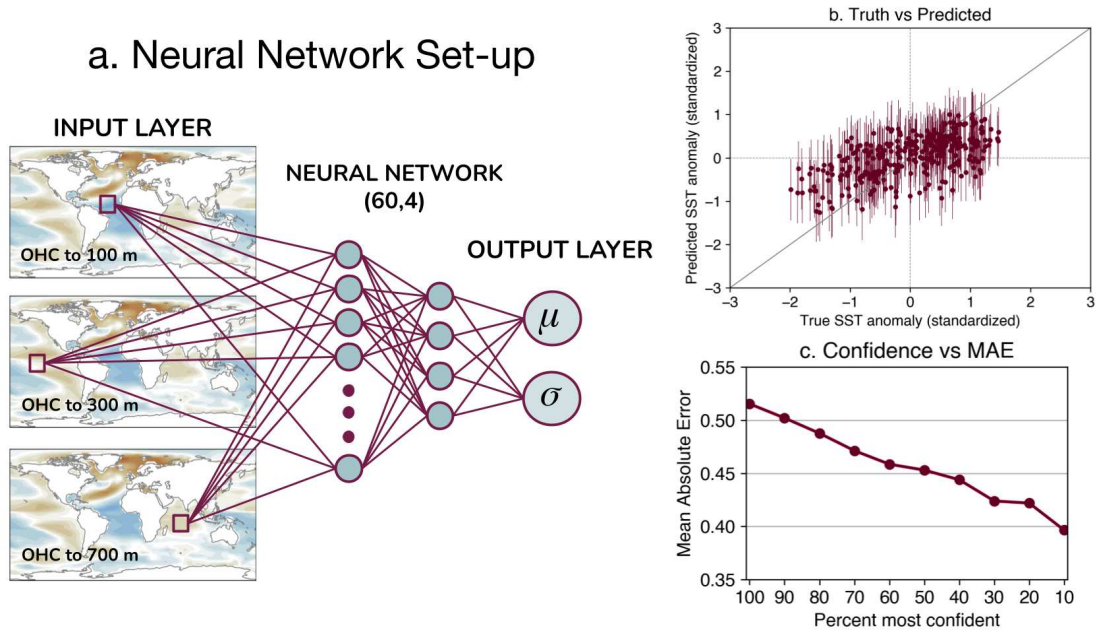 a. Neural Network Set-up
INPUT LAYER
OHC to 100 m
OHC to 300 m
OHC to 700 m
NEURAL NETWORK
(60,4)
OUTPUT LAYER
μ
σ
b. Truth vs Predicted
Predicted SST anomaly (standardized)
3
2
1
0
−1
−2
−3
−3 −2 −1 0 1 2 3
True SST anomaly (standardized)
c. Confidence vs MAE
Mean Absolute Error
0.55
0.50
0.45
0.40
0.35
100 90 80 70 60 50 40 30 20 10
Percent most confident